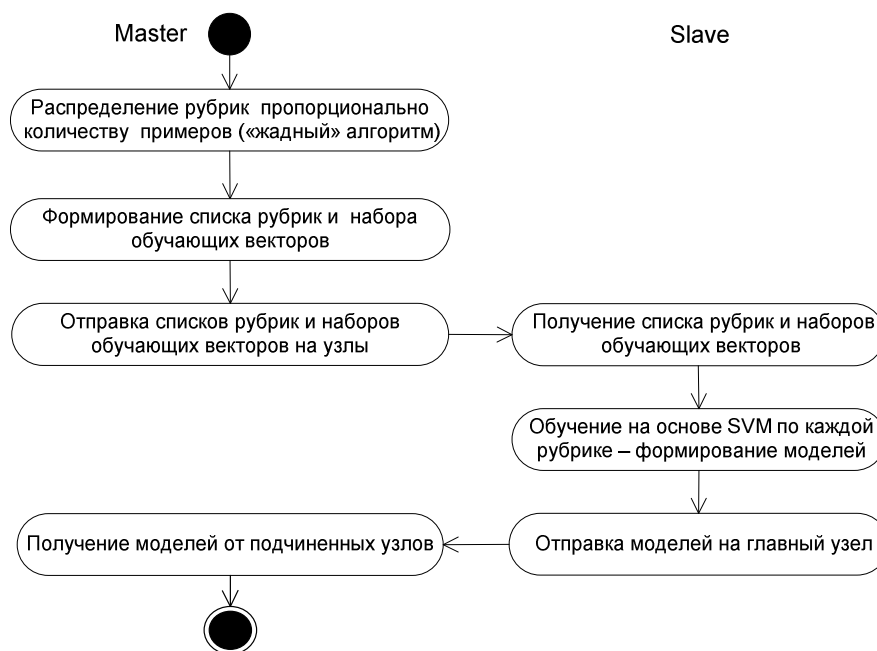 Master
Slave
Распределение рубрик пропорционально
количеству примеров («жадный» алгоритм)
Формирование списка рубрик и набора
обучающих векторов
Отправка списков рубрик и наборов
обучающих векторов на узлы
Получение списка рубрик и наборов
обучающих векторов
Обучение на основе SVM по каждой
рубрике – формирование моделей
Отправка моделей на главный узел
Получение моделей от подчиненных узлов